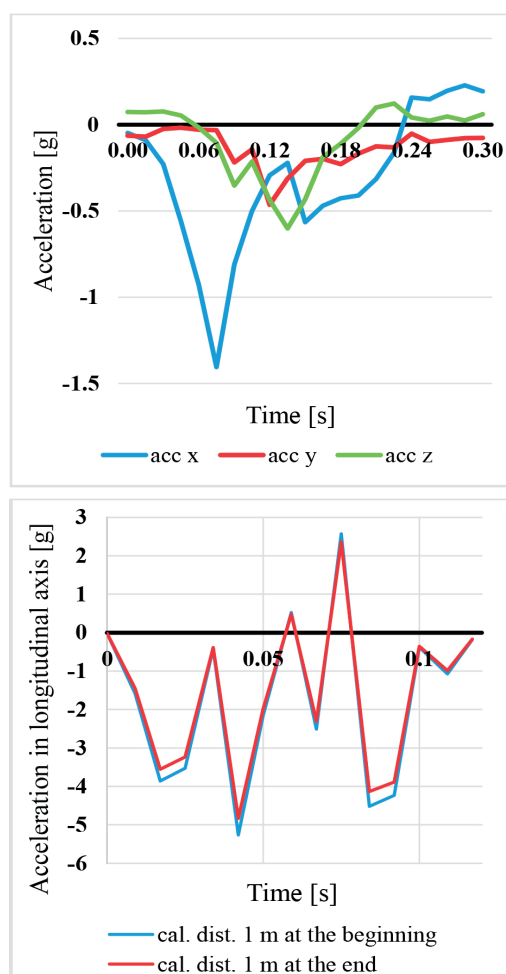 0.5
0
0.00 0.06 0.12 0.18 0.24 0.30
-0.5
-1
-1.5
Acceleration [g]
Time [s]
acc x acc y acc z
3
2
1
0
0 0.05 0.1
-1
-2
-3
-4
-5
-6
Acceleration in longitudinal axis [g]
Time [s]
cal. dist. 1 m at the beginning
cal. dist. 1 m at the end